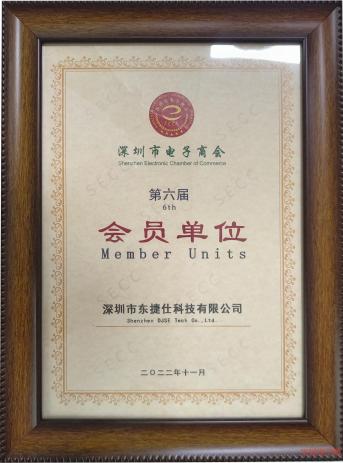 SECC
深圳市电子商会
Shenzhen Electronic Chamber of Commerce
第六届
6th
会员单位
Member Units
深圳市东捷仕科技有限公司
Shenzhen DJSE Tech Co.,Ltd.
二〇二二年十一月